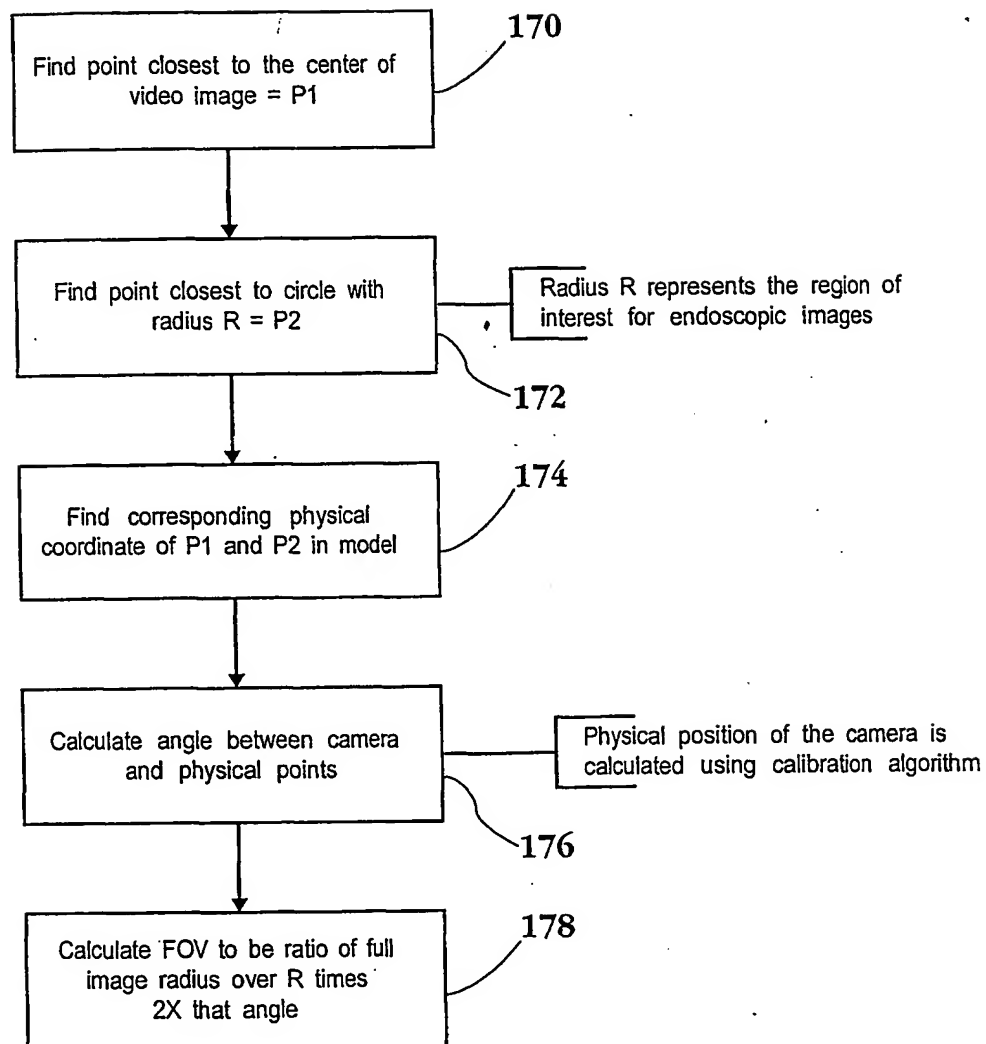 170
Find point closest to the center of
video image = P1
Find point closest to circle with
radius R = P2
Radius R represents the region of
interest for endoscopic images
172
174
Find corresponding physical
coordinate of P1 and P2 in model
Calculate angle between camera
and physical points
Physical position of the camera is
calculated using calibration algorithm
176
178
Calculate FOV to be ratio of full
image radius over R times
2X that angle